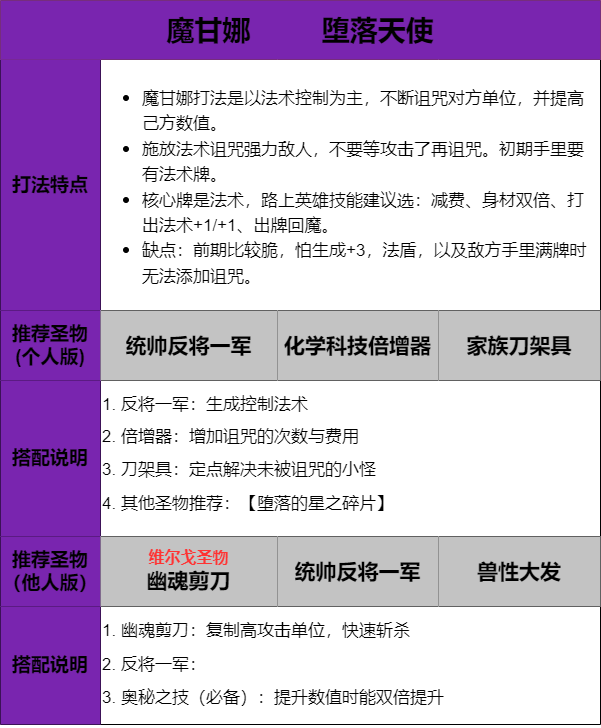 魔甘娜 堕落天使
打法特点
魔甘娜打法是以法术控制为主，不断诅咒对方单位，并提高
己方数值。
施放法术诅咒强力敌人，不要等攻击了再诅咒。初期手里要
有法术牌。
核心牌是法术，路上英雄技能建议选：减费、身材双倍、打
出法术+1/+1、出牌回魔。
缺点：前期比较脆，怕生成+3，法盾，以及敌方手里满牌时
无法添加诅咒。
推荐圣物
(个人版)
统帅反将一军
化学科技倍增器
家族刀架具
搭配说明
1. 反将一军：生成控制法术
2. 倍增器：增加诅咒的次数与费用
3. 刀架具：定点解决未被诅咒的小怪
4. 其他圣物推荐：【堕落的星之碎片】
推荐圣物
（他人版）
维尔戈圣物
幽魂剪刀
统帅反将一军
兽性大发
搭配说明
1. 幽魂剪刀：复制高攻击单位，快速斩杀
2. 反将一军：
3. 奥秘之技（必备）：提升数值时能双倍提升